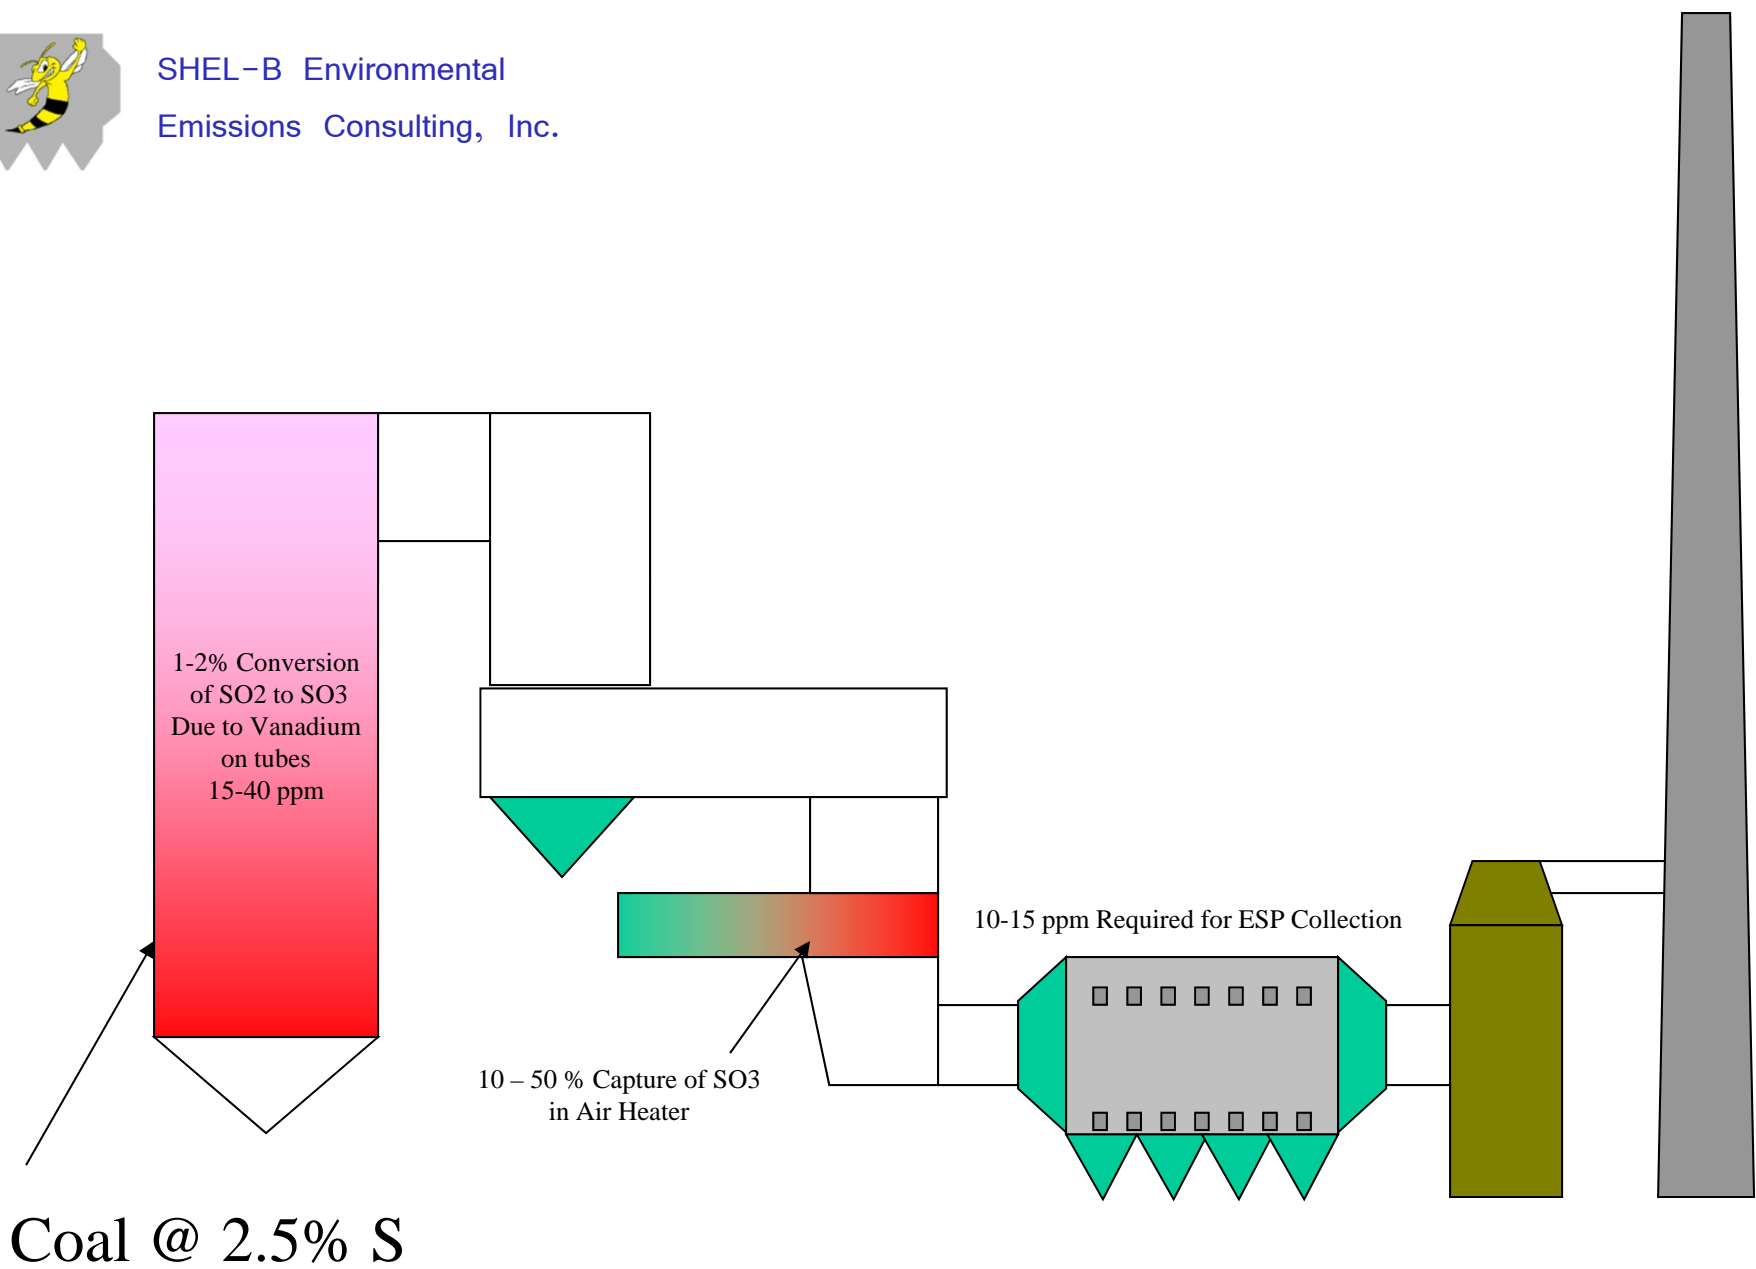 SHEL-B Environmental
Emissions Consulting, Inc.
1-2% Conversion
of SO2 to SO3
Due to Vanadium
on tubes
15-40 ppm
10-15 ppm Required for ESP Collection
10 – 50 % Capture of SO3
in Air Heater
Coal @ 2.5% S